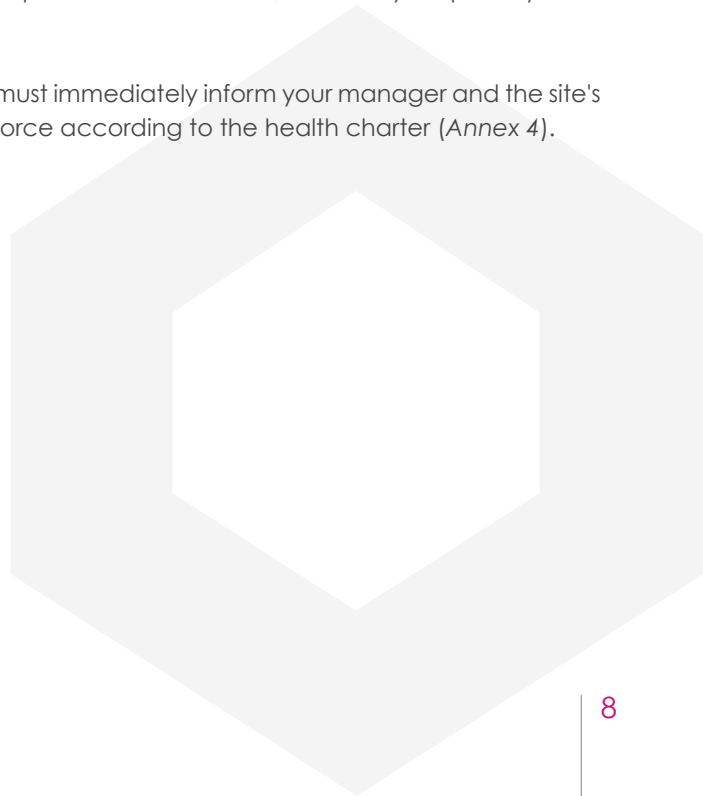 must immediately inform your manager and the site's
orce according to the health charter (Annex 4).
8